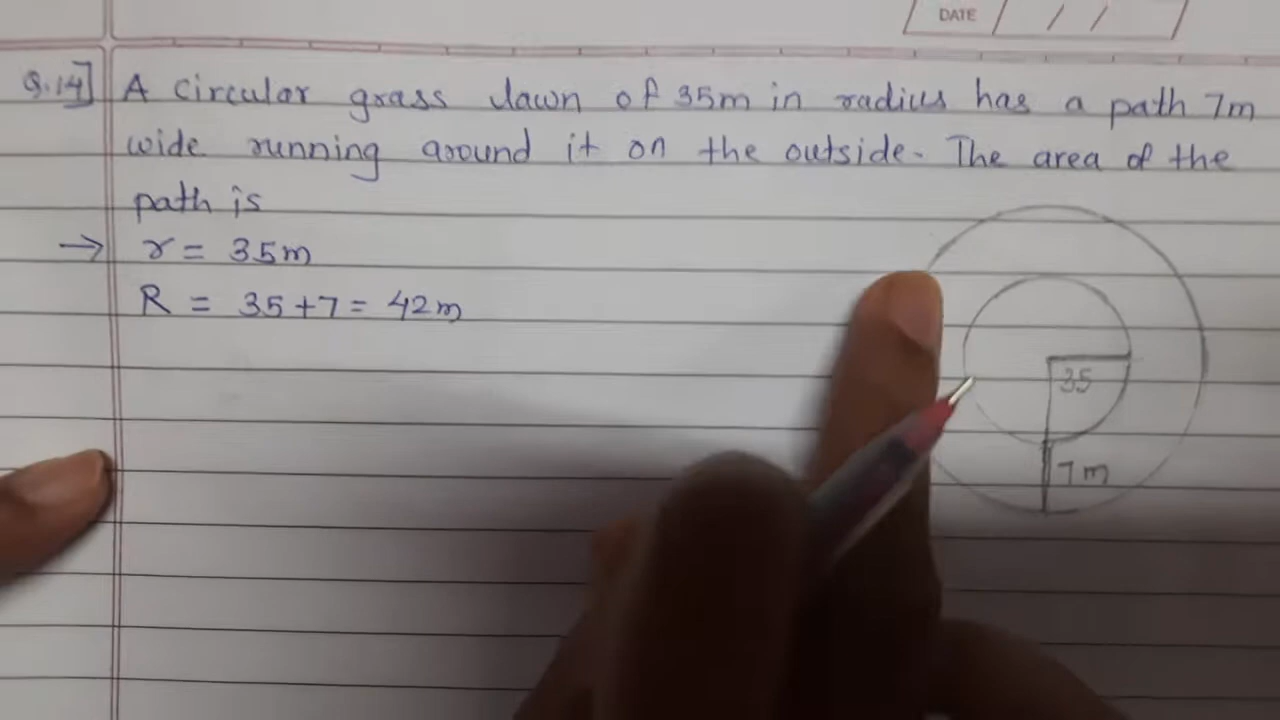 DATE / /
Q.14] A circular grass lawn of 35m in radius has a path 7m
wide running around it on the outside. The area of the
path is
→ r = 35m
R = 35+7 = 42m
35
7m